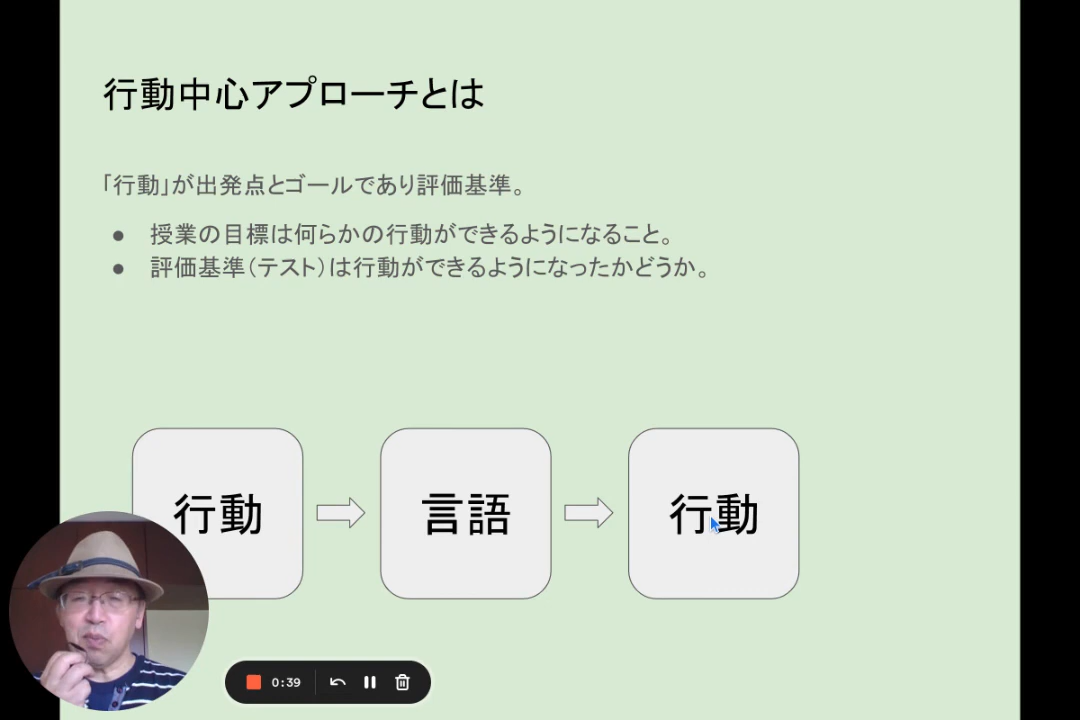 行動中心アプローチとは
「行動」が出発点とゴールであり評価基準。
● 授業の目標は何らかの行動ができるようになること。
● 評価基準（テスト）は行動ができるようになったかどうか。
行動
言語
行動
0:39